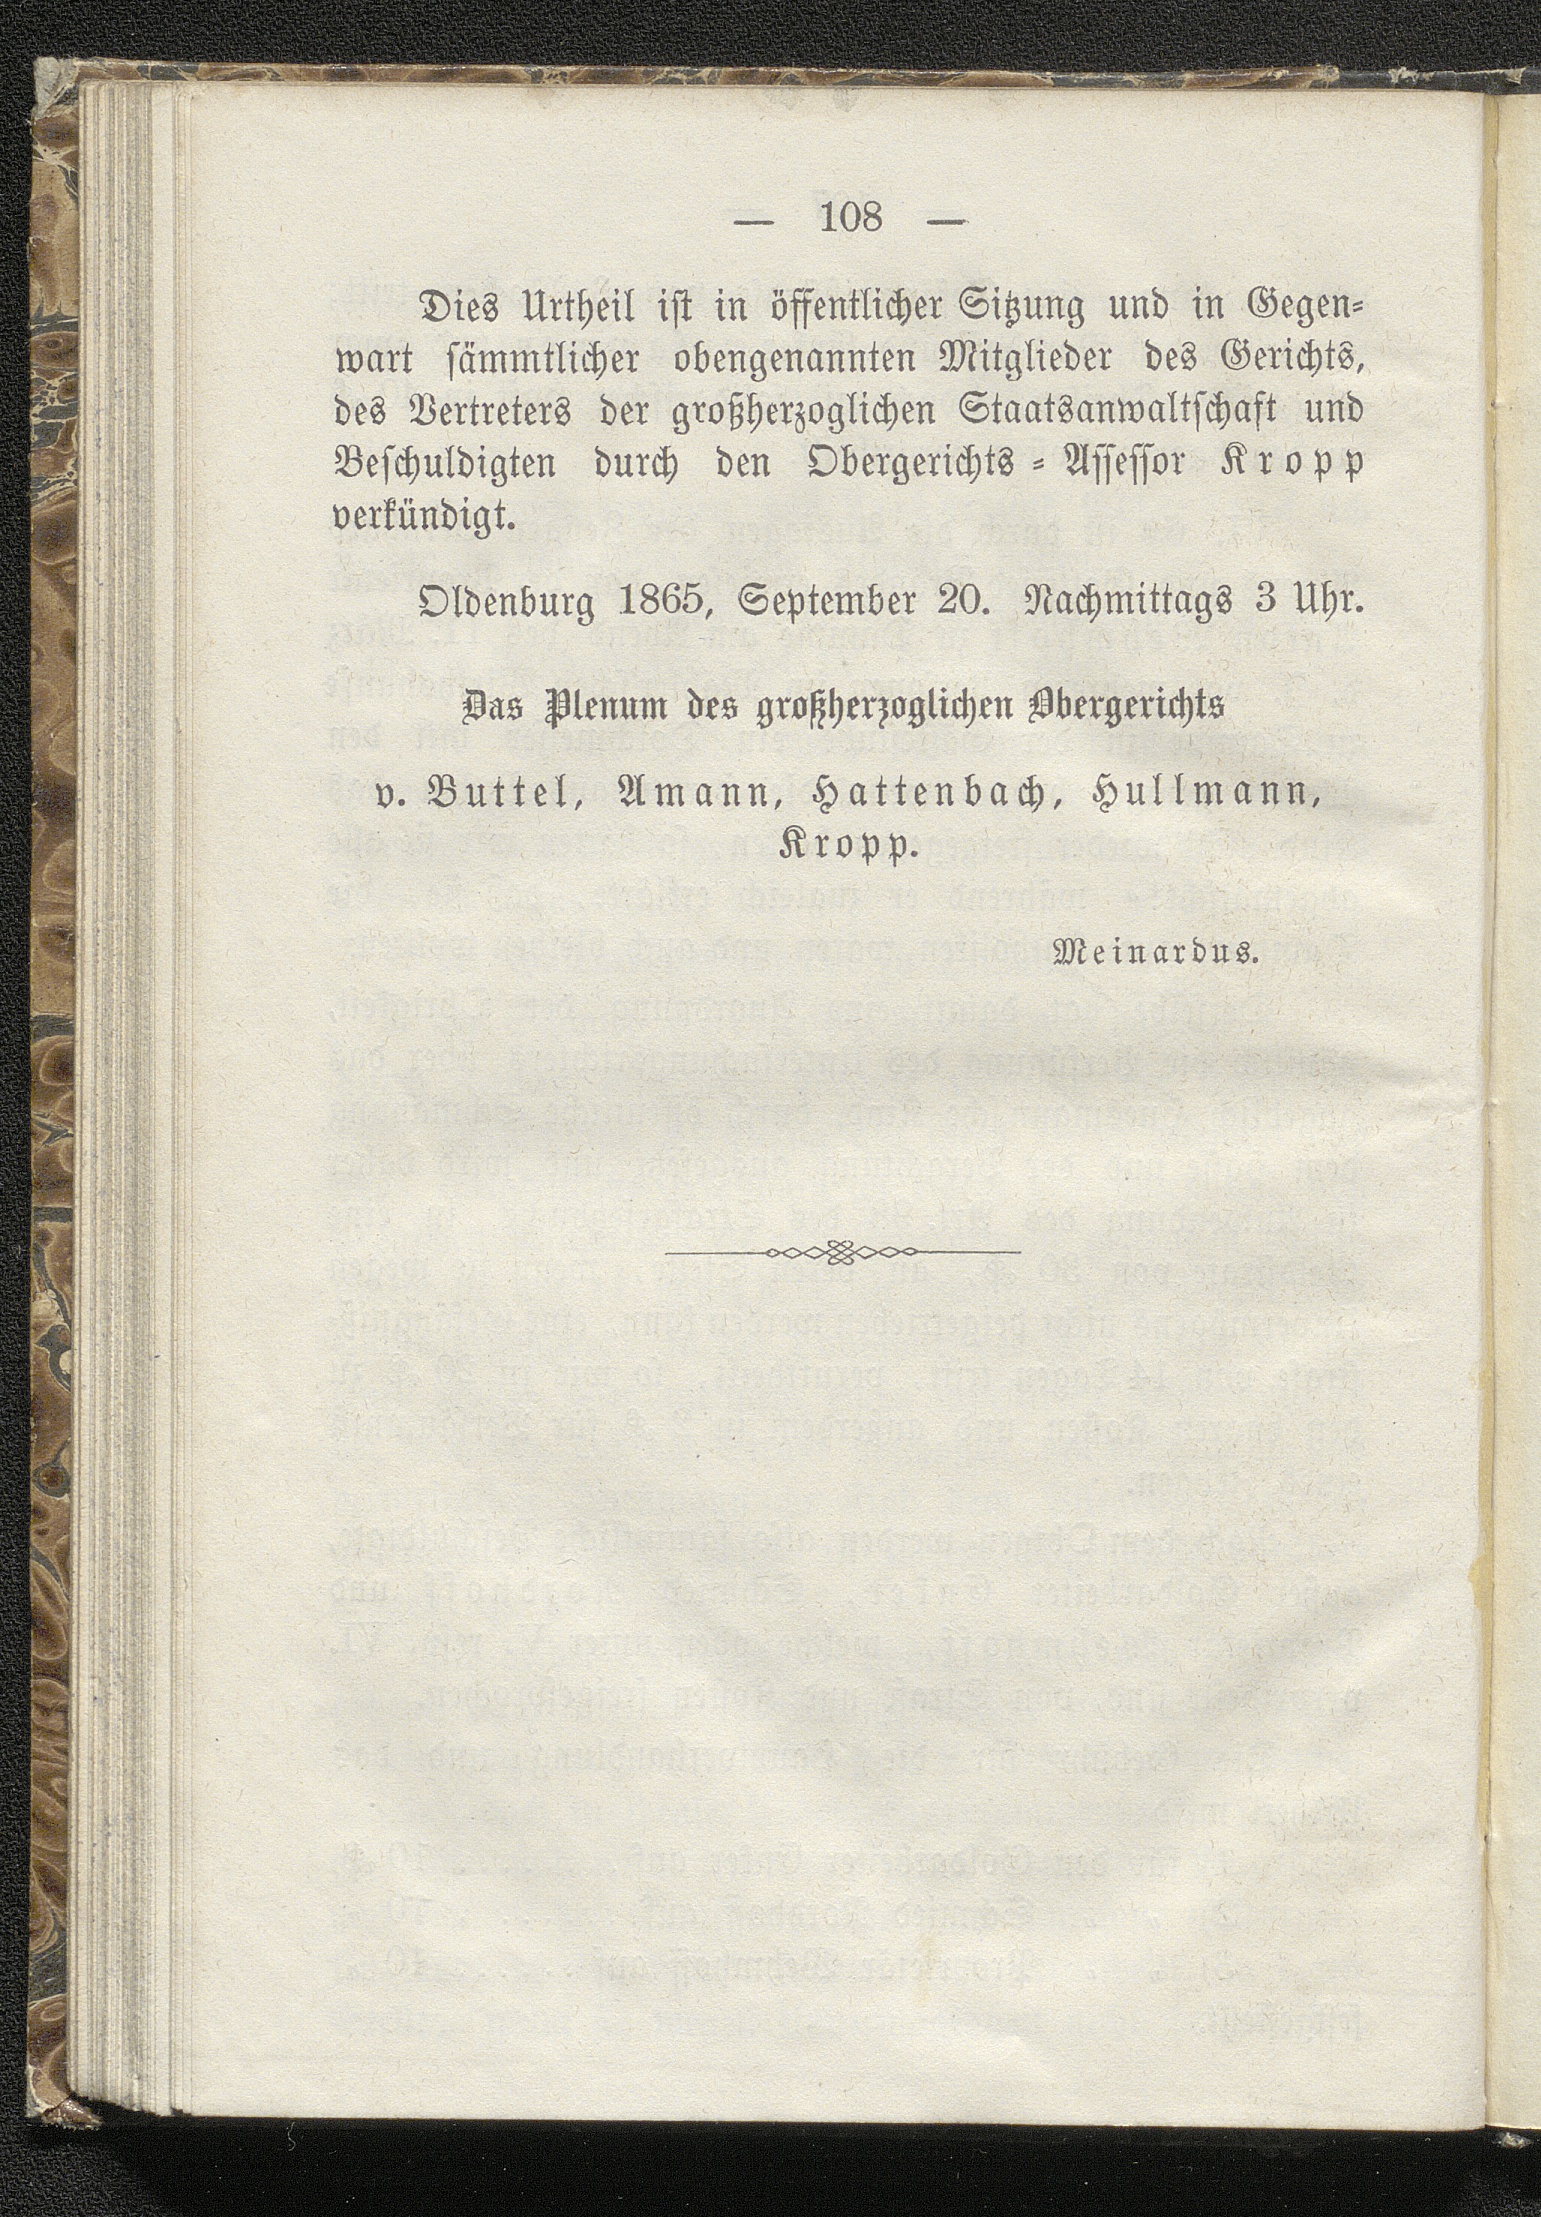 — 108 —
Dies Urtheil ist in öffentlicher Sitzung und in Gegen-
wart sämmtlicher obengenannten Mitglieder des Gerichts,
des Vertreters der großherzoglichen Staatsanwaltschaft und
Beschuldigten durch den Obergerichts-Assessor Kropp
verkündigt.
Oldenburg 1865, September 20. Nachmittags 3 Uhr.
Das Plenum des großherzoglichen Obergerichts
v. Buttel, Amann, Hattenbach, Hullmann,
Kropp.
Meinardus.